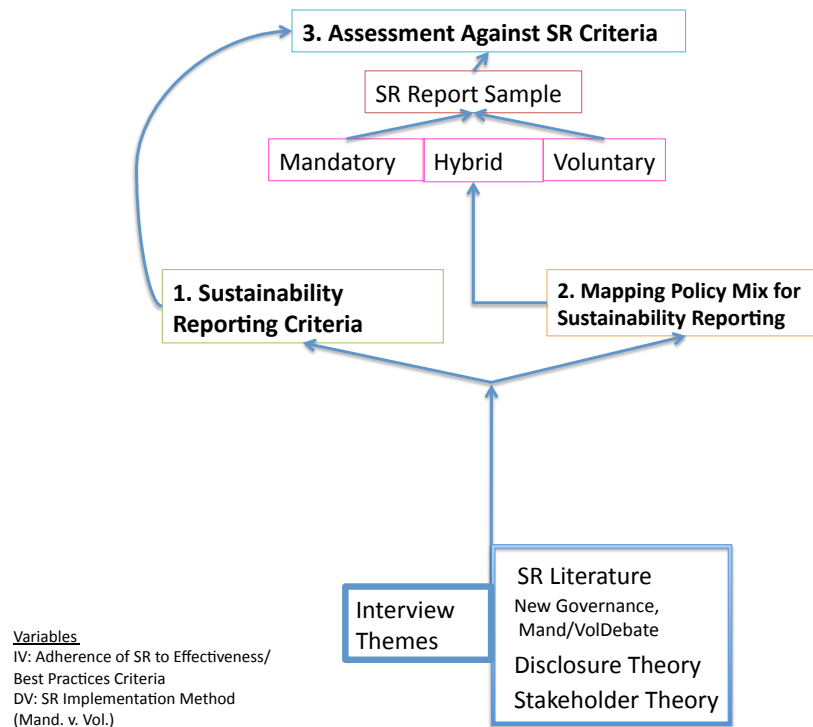 3. Assessment Against SR Criteria
SR Report Sample
Mandatory
Hybrid
Voluntary
1. Sustainability
Reporting Criteria
2. Mapping Policy Mix for
Sustainability Reporting
Interview
Themes
SR Literature
New Governance,
Mand/VolDebate
Disclosure Theory
Stakeholder Theory
Variables
IV: Adherence of SR to Effectiveness/
Best Practices Criteria
DV: SR Implementation Method
(Mand. v. Vol.)